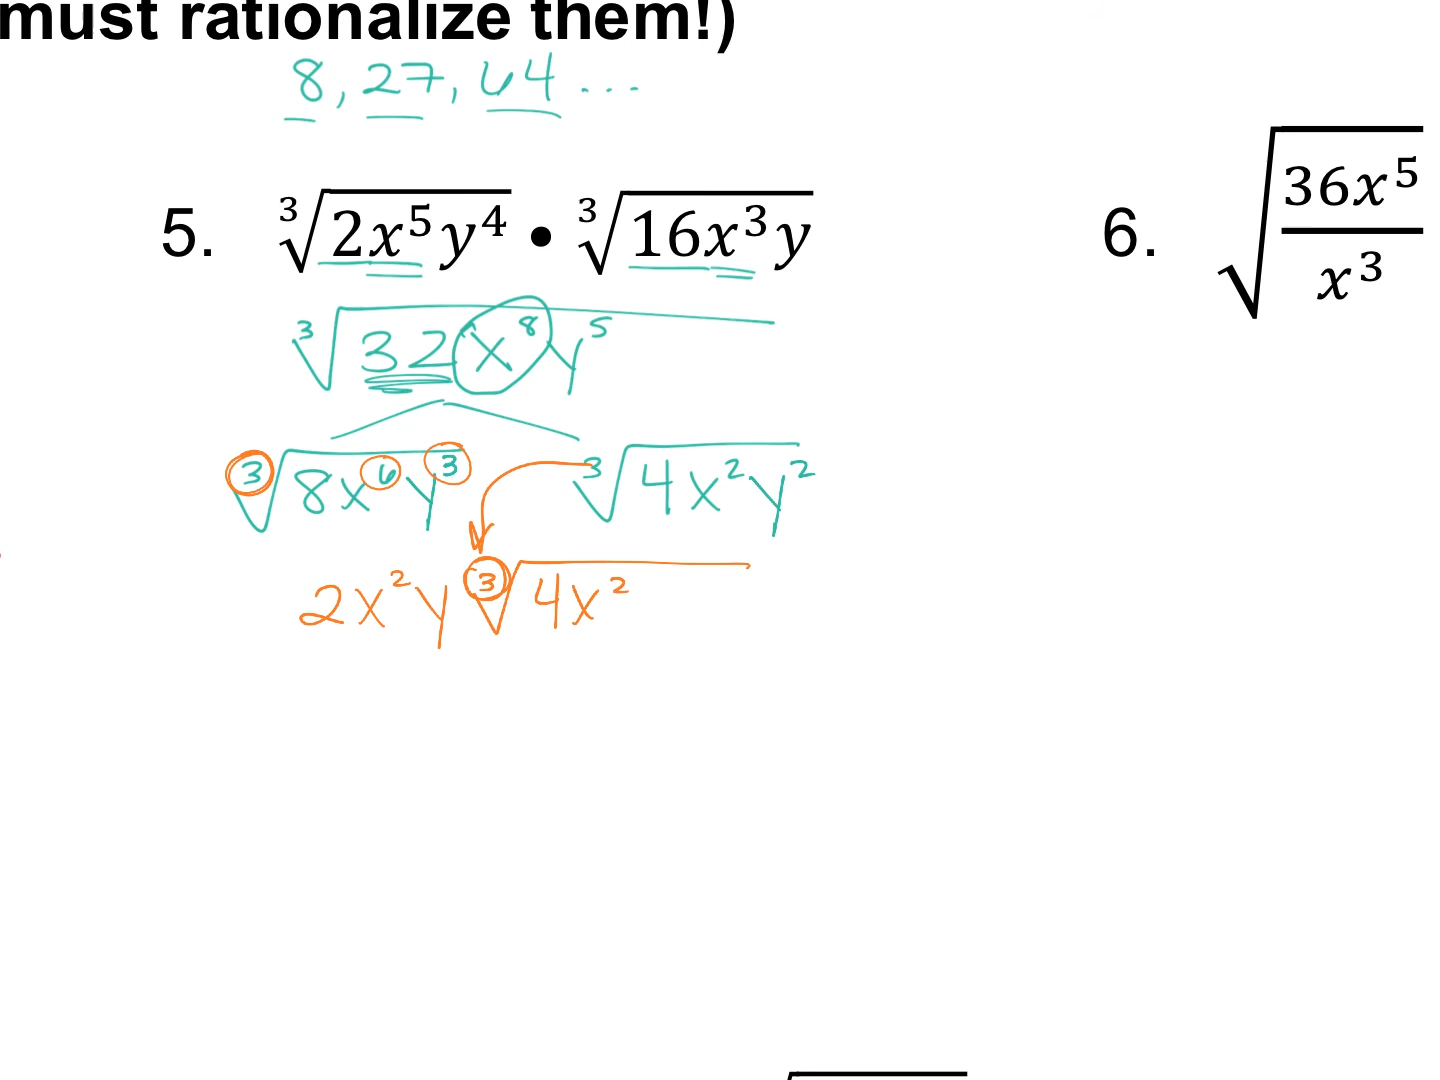 must rationalize them!)
8, 27, 64 ...
5. ∛(2x⁵y⁴) • ∛(16x³y)
6. √(36x⁵/x³)
∛(32x⁸y⁵)
∛(8x⁶y³) ∛(4x²y²)
2x²y ∛(4x²